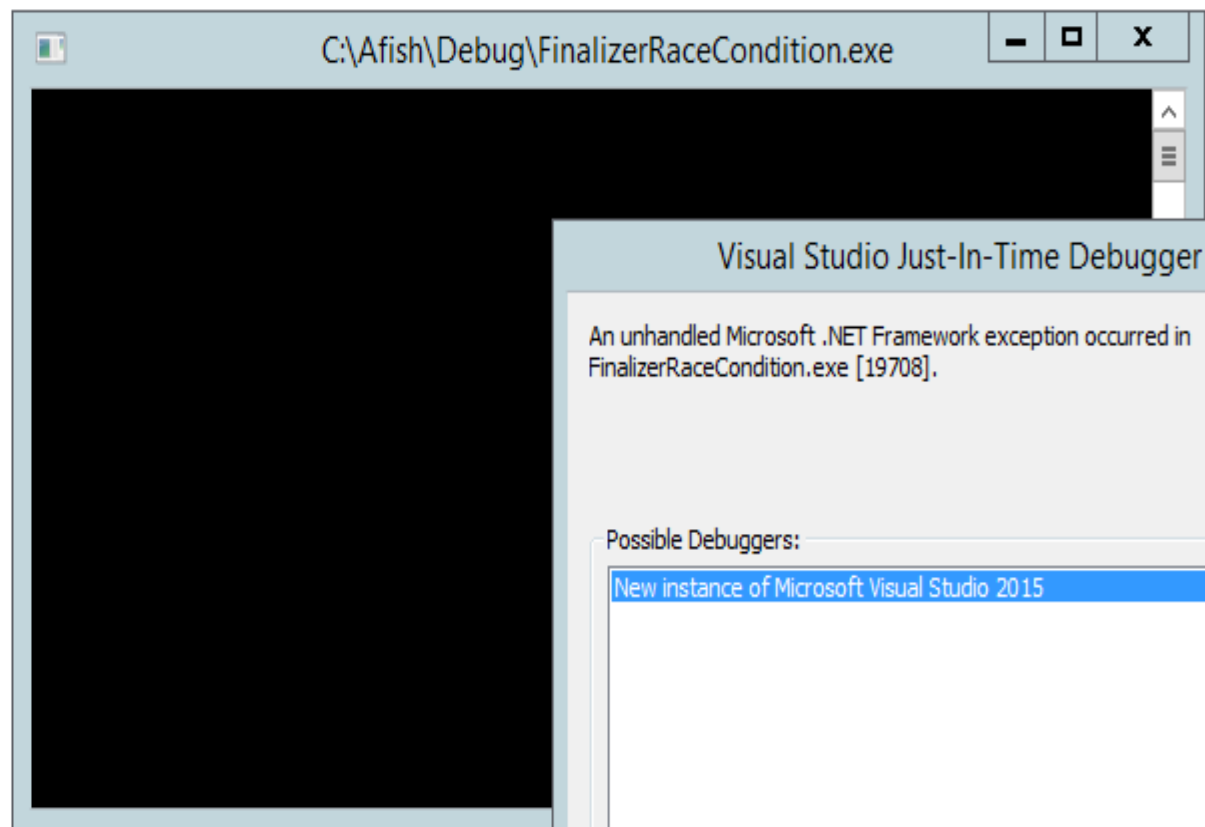 C:\Afish\Debug\FinalizerRaceCondition.exe
Visual Studio Just-In-Time Debugger
An unhandled Microsoft .NET Framework exception occurred in
FinalizerRaceCondition.exe [19708].
Possible Debuggers:
New instance of Microsoft Visual Studio 2015